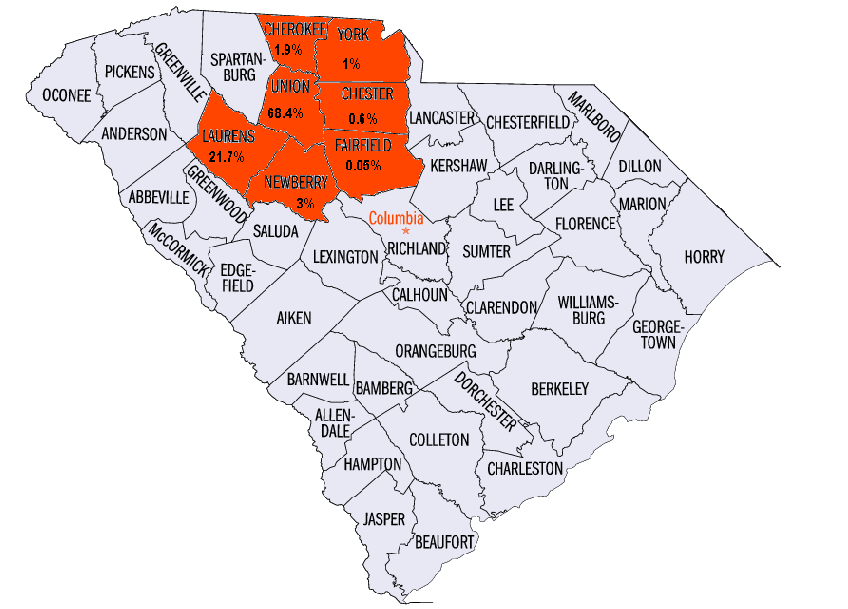 CHEROKEE
1.9%
YORK
1%
GREENVILLE
SPARTAN-
BURG
PICKENS
OCONEE
UNION
68.4%
CHESTER
0.6%
LANCASTER
CHESTERFIELD
MARLBORO
ANDERSON
LAURENS
21.7%
FAIRFIELD
0.05%
KERSHAW
DARLING-
TON
DILLON
NEWBERRY
3%
ABBEVILLE
GREENWOOD
LEE
MARION
Columbia
FLORENCE
McCORMICK
SALUDA
LEXINGTON
RICHLAND
SUMTER
HORRY
EDGE-
FIELD
CALHOUN
CLARENDON
WILLIAMS-
BURG
AIKEN
GEORGE-
TOWN
ORANGEBURG
BARNWELL
BAMBERG
DORCHESTER
BERKELEY
ALLEN-
DALE
COLLETON
HAMPTON
CHARLESTON
JASPER
BEAUFORT